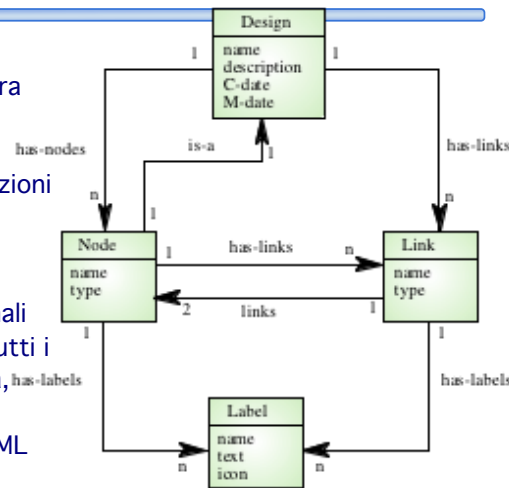 Design
name
description
C-date
M-date
1
1
ra
has-nodes
is-a
1
has-links
zioni
n
1
n
Node
name
type
1
has-links
n
Link
name
type
2
links
1
ali
utti i
,
1
1
has-labels
has-labels
ML
Label
name
text
icon
n
n